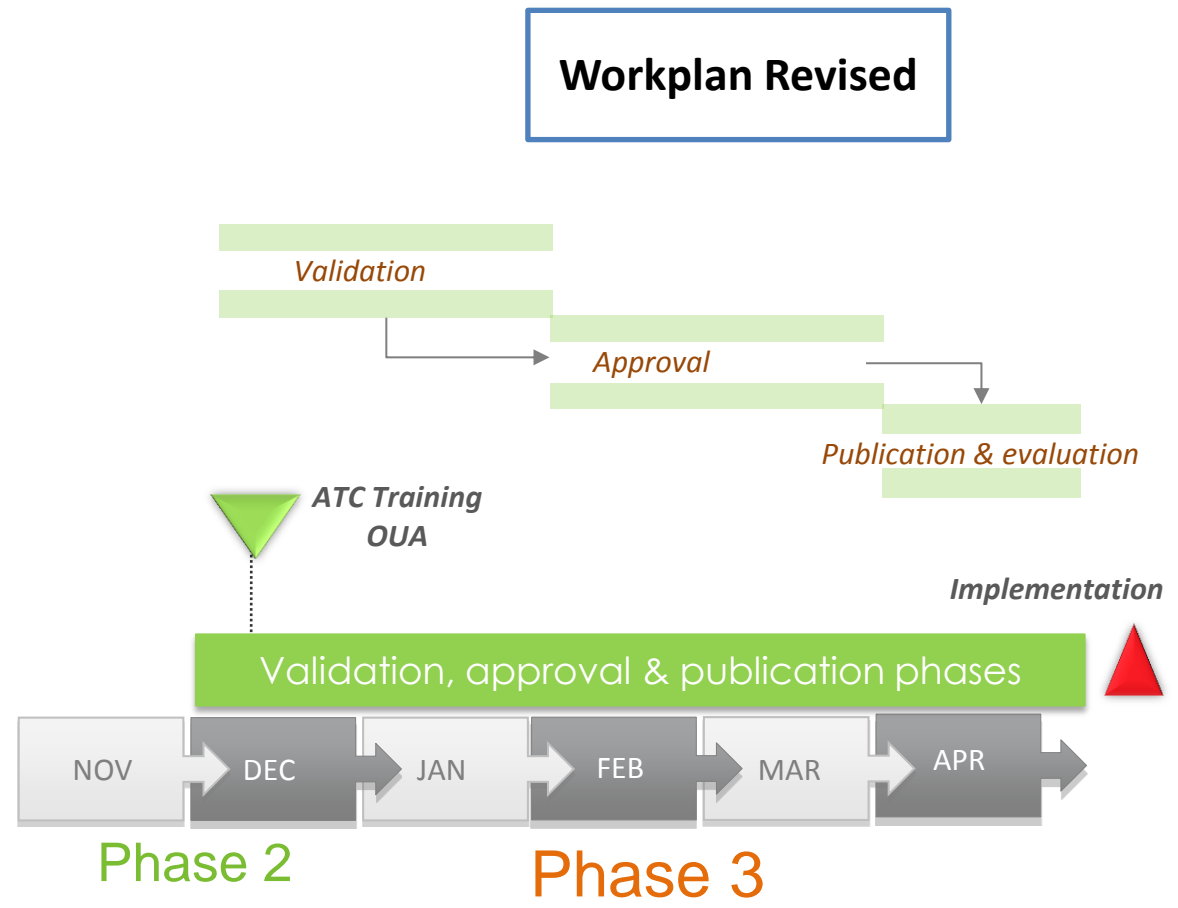 Workplan Revised
Validation
Approval
Publication & evaluation
ATC Training
OUA
Implementation
Validation, approval & publication phases
NOV
DEC
JAN
FEB
MAR
APR
Phase 2
Phase 3